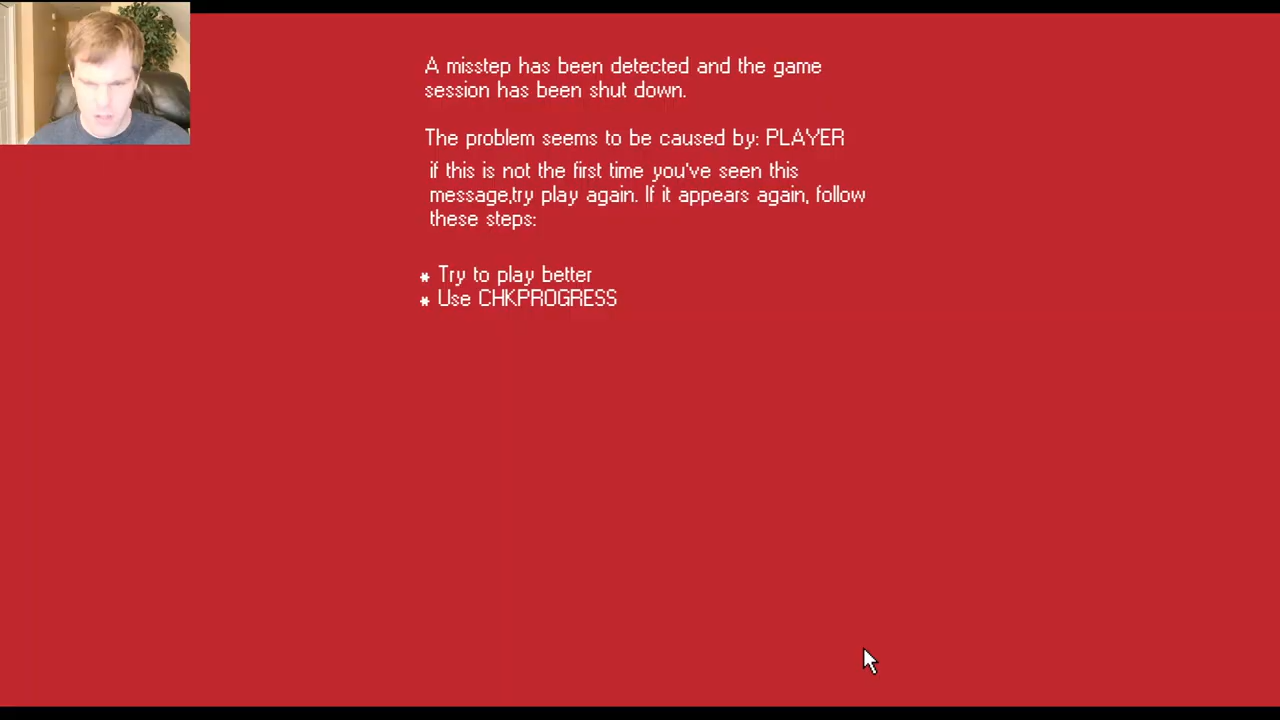 A misstep has been detected and the game
session has been shut down.
The problem seems to be caused by: PLAYER
if this is not the first time you've seen this
message,try play again. If it appears again, follow
these steps:
* Try to play better
* Use CHKPROGRESS